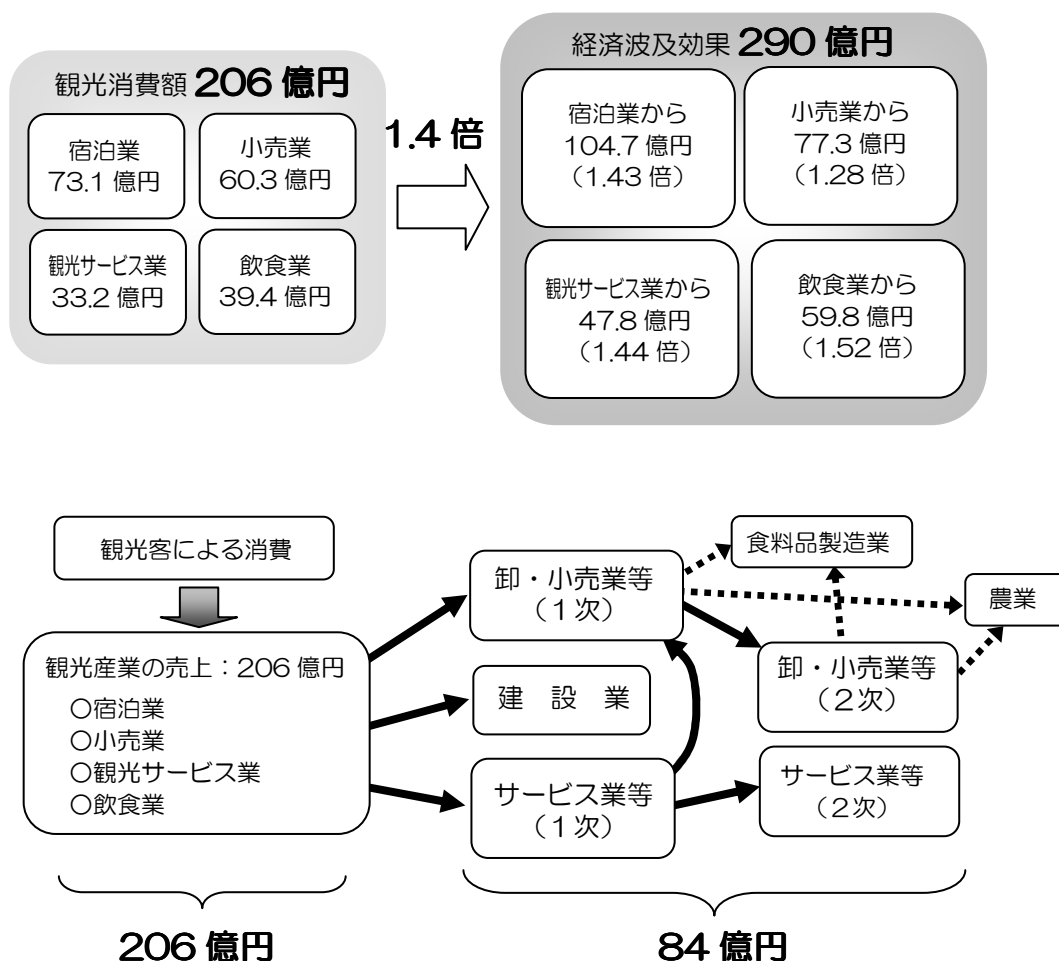 観光消費額 206 億円
宿泊業
73.1 億円
小売業
60.3 億円
観光サービス業
33.2 億円
飲食業
39.4 億円
1.4 倍
経済波及効果 290 億円
宿泊業から
104.7 億円
（1.43 倍）
小売業から
77.3 億円
（1.28 倍）
観光サービス業から
47.8 億円
（1.44 倍）
飲食業から
59.8 億円
（1.52 倍）
観光客による消費
観光産業の売上：206 億円
○宿泊業
○小売業
○観光サービス業
○飲食業
卸・小売業等
（１次）
建　設　業
サービス業等
（１次）
食料品製造業
農業
卸・小売業等
（２次）
サービス業等
（２次）
206 億円
84 億円